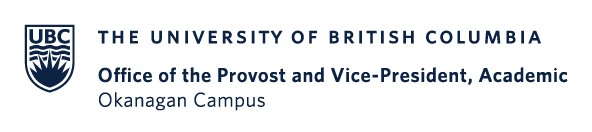 UBC
THE UNIVERSITY OF BRITISH COLUMBIA
Office of the Provost and Vice-President, Academic
Okanagan Campus